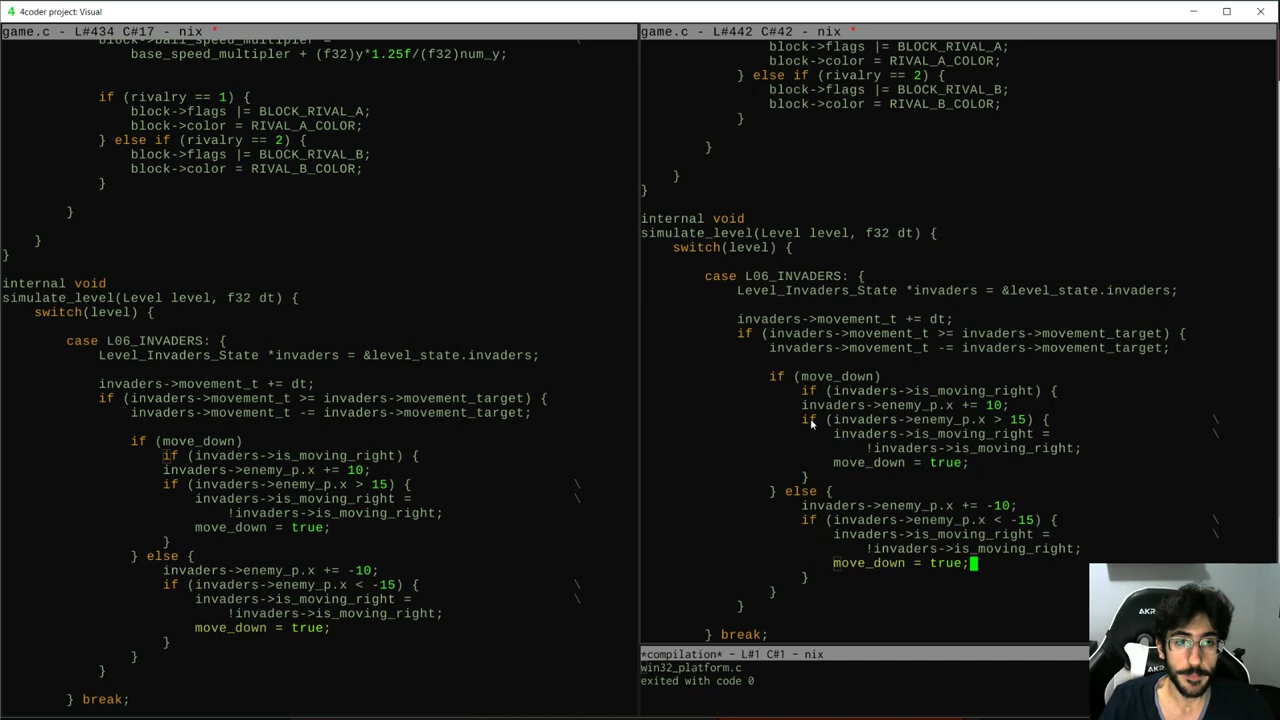 4coder project: Visual
game.c - L#434 C#17 - nix *
block->ball_speed_multiplier = \
base_speed_multipler + (f32)y*1.25f/(f32)num_y;
if (rivalry == 1) {
block->flags |= BLOCK_RIVAL_A;
block->color = RIVAL_A_COLOR;
} else if (rivalry == 2) {
block->flags |= BLOCK_RIVAL_B;
block->color = RIVAL_B_COLOR;
}
}
}
}
internal void
simulate_level(Level level, f32 dt) {
switch(level) {
case L06_INVADERS: {
Level_Invaders_State *invaders = &level_state.invaders;
invaders->movement_t += dt;
if (invaders->movement_t >= invaders->movement_target) {
invaders->movement_t -= invaders->movement_target;
if (move_down)
if (invaders->is_moving_right) {
invaders->enemy_p.x += 10;
if (invaders->enemy_p.x > 15) { \
invaders->is_moving_right = \
!invaders->is_moving_right;
move_down = true;
}
} else {
invaders->enemy_p.x += -10;
if (invaders->enemy_p.x < -15) { \
invaders->is_moving_right = \
!invaders->is_moving_right;
move_down = true;
}
}
}
} break;
game.c - L#442 C#42 - nix *
block->flags |= BLOCK_RIVAL_A;
block->color = RIVAL_A_COLOR;
} else if (rivalry == 2) {
block->flags |= BLOCK_RIVAL_B;
block->color = RIVAL_B_COLOR;
}
}
}
}
internal void
simulate_level(Level level, f32 dt) {
switch(level) {
case L06_INVADERS: {
Level_Invaders_State *invaders = &level_state.invaders;
invaders->movement_t += dt;
if (invaders->movement_t >= invaders->movement_target) {
invaders->movement_t -= invaders->movement_target;
if (move_down)
if (invaders->is_moving_right) {
invaders->enemy_p.x += 10;
if (invaders->enemy_p.x > 15) { \
invaders->is_moving_right = \
!invaders->is_moving_right;
move_down = true;
}
} else {
invaders->enemy_p.x += -10;
if (invaders->enemy_p.x < -15) { \
invaders->is_moving_right = \
!invaders->is_moving_right;
move_down = true;
}
}
}
} break;
*compilation* - L#1 C#1 - nix
win32_platform.c
exited with code 0
AKR